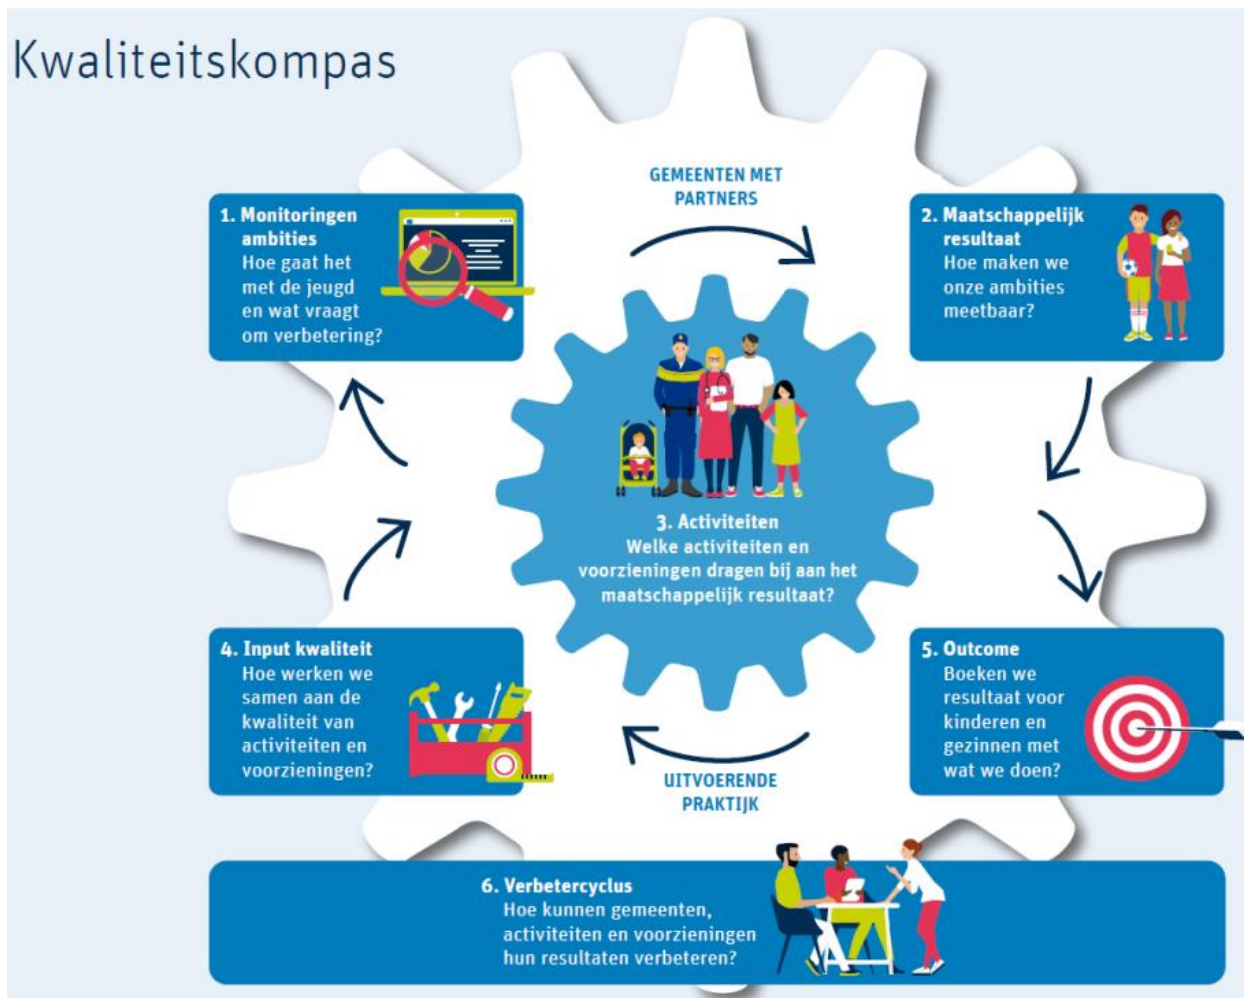 Kwaliteitskompas
GEMEENTEN MET
PARTNERS
1. Monitoringen
ambities
Hoe gaat het
met de jeugd
en wat vraagt
om verbetering?
2. Maatschappelijk
resultaat
Hoe maken we
onze ambities
meetbaar?
3. Activiteiten
Welke activiteiten en
voorzieningen dragen bij aan het
maatschappelijk resultaat?
4. Input kwaliteit
Hoe werken we
samen aan de
kwaliteit van
activiteiten en
voorzieningen?
5. Outcome
Boeken we
resultaat voor
kinderen en
gezinnen met
wat we doen?
UITVOERENDE
PRAKTIJK
6. Verbetercyclus
Hoe kunnen gemeenten,
activiteiten en voorzieningen
hun resultaten verbeteren?